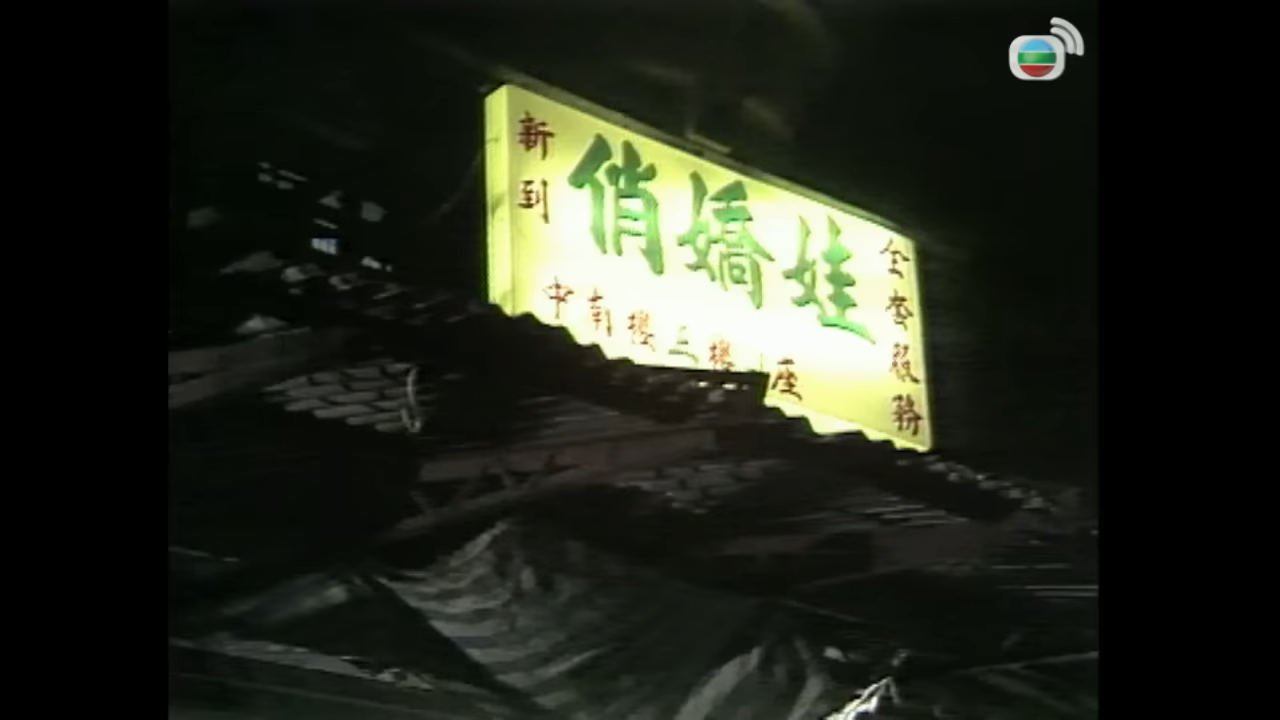 新到
俏嬌娃
全套服務
中南樓三樓 座